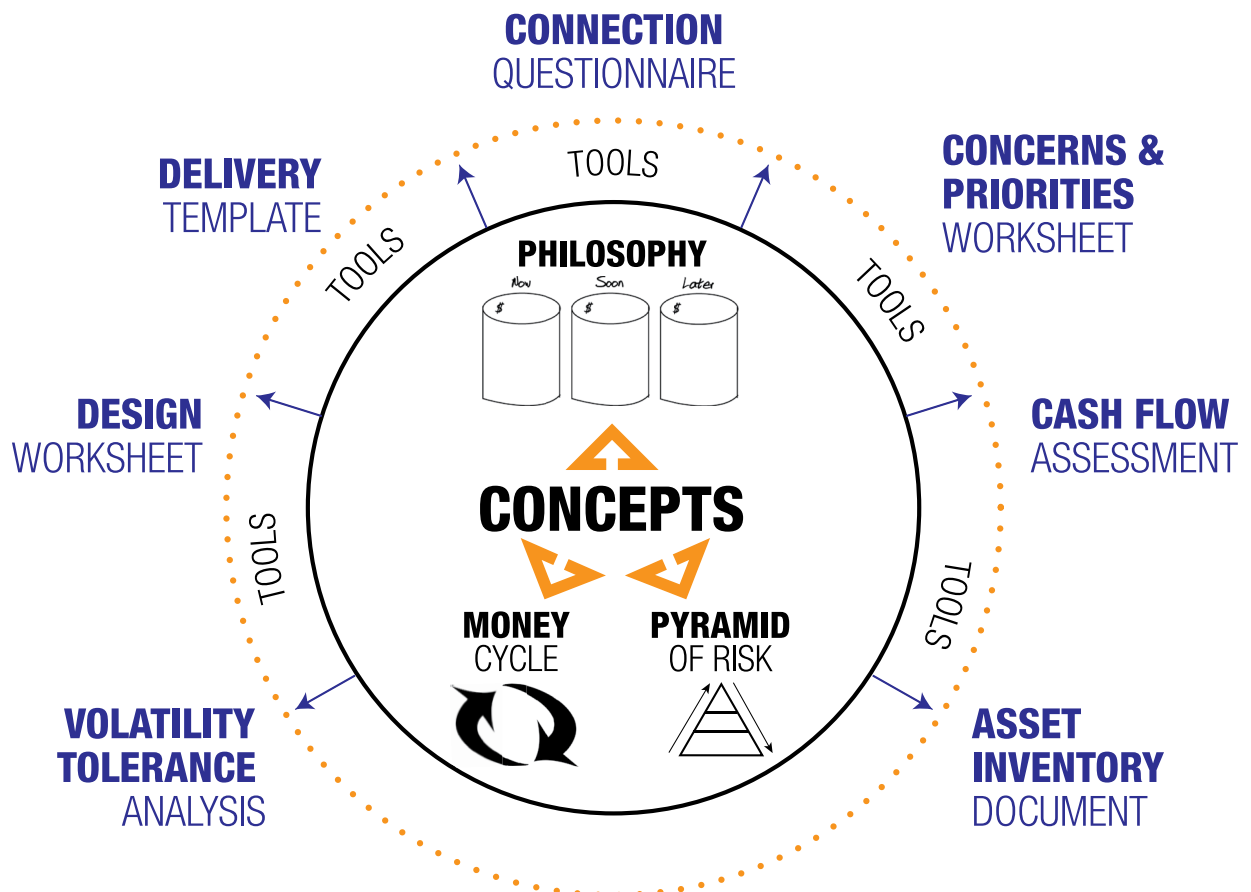 CONNECTION
QUESTIONNAIRE
DELIVERY
TEMPLATE
TOOLS
CONCERNS &
PRIORITIES
WORKSHEET
TOOLS
TOOLS
PHILOSOPHY
Now Soon Later
$ $ $
DESIGN
WORKSHEET
CASH FLOW
ASSESSMENT
CONCEPTS
TOOLS
TOOLS
MONEY
CYCLE
PYRAMID
OF RISK
VOLATILITY
TOLERANCE
ANALYSIS
ASSET
INVENTORY
DOCUMENT